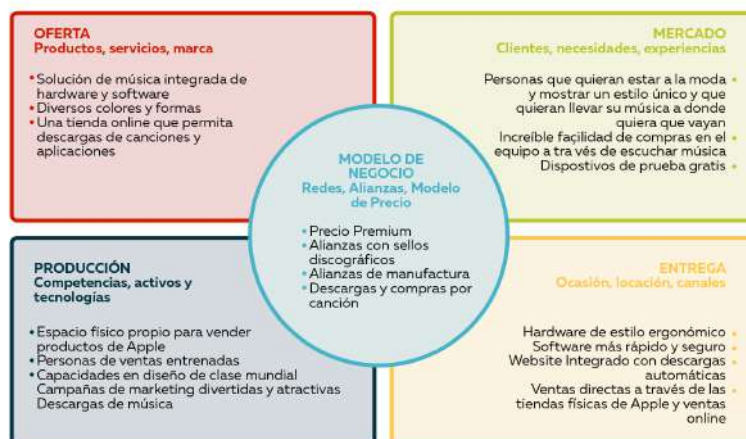 OFERTA
Productos, servicios, marca
• Solución de música integrada de
hardware y software
• Diversos colores y formas
• Una tienda online que permita
descargas de canciones y
aplicaciones
MERCADO
Clientes, necesidades, experiencias
Personas que quieran estar a la moda •
y mostrar un estilo único y que
quieran llevar su música a donde
quiera que vayan
Increíble façilidad de compras en el •
equipo a tra vés de escuchar música
Dispostivos de prueba gratis •
MODELO DE
NEGOCIO
Redes, Alianzas, Modelo
de Precio
• Precio Premium
• Alianzas con sellos
discográficos
• Alianzas de manufactura
• Descargas y compras por
canción
PRODUCCIÓN
Competencias, activos y
tecnologías
• Espacio físico propio para vender
productos de Apple
• Personas de ventas entrenadas
• Capacidades en diseño de clase mundial
Campañas de marketing divertidas y atractivas
Descargas de música
ENTREGA
Ocasión, locación, canales
Hardware de estilo ergonómico •
Software más rápido y seguro •
Website Integrado con descargas •
automáticas
Ventas directas a través de las •
tiendas físicas de Apple y ventas
online